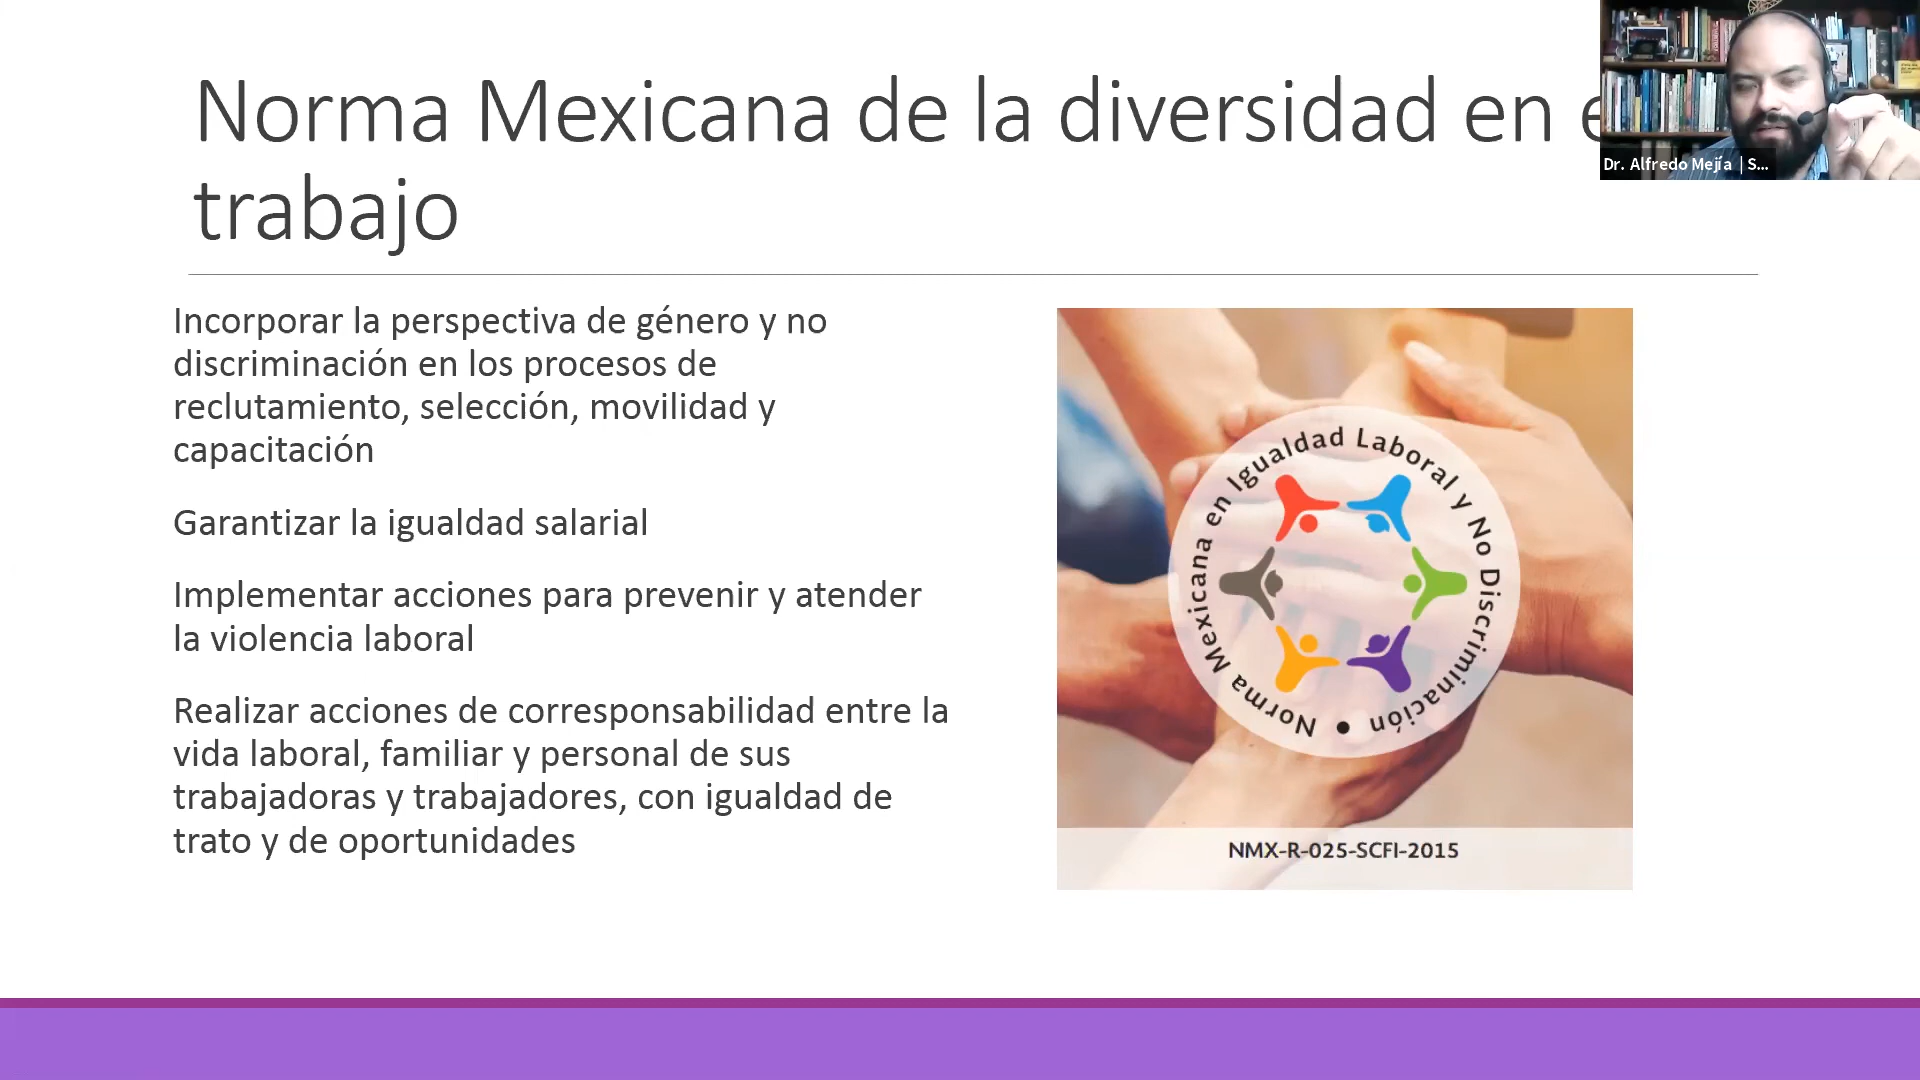 Norma Mexicana de la diversidad en
trabajo
Dr. Alfredo Mejía | S...
Incorporar la perspectiva de género y no
discriminación en los procesos de
reclutamiento, selección, movilidad y
capacitación
Garantizar la igualdad salarial
Implementar acciones para prevenir y atender
la violencia laboral
Realizar acciones de corresponsabilidad entre la
vida laboral, familiar y personal de sus
trabajadoras y trabajadores, con igualdad de
trato y de oportunidades
Norma Mexicana en Igualdad Laboral y No Discriminación •
NMX-R-025-SCFI-2015